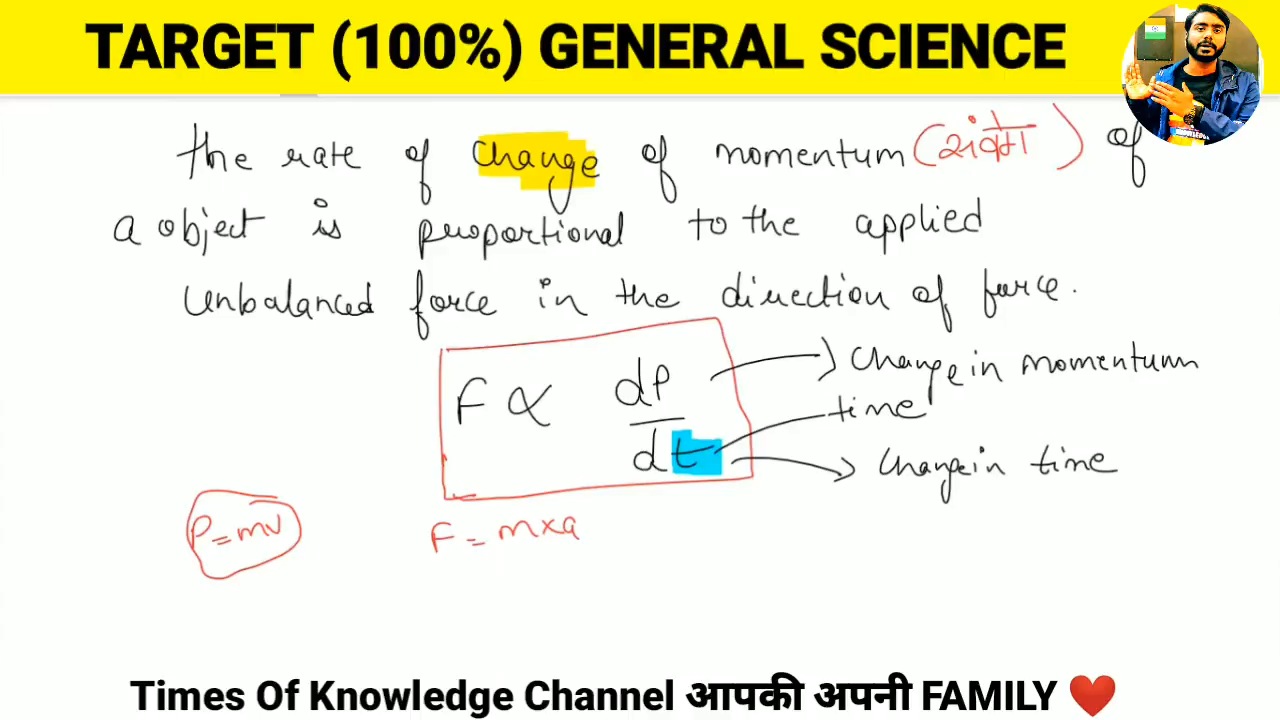 TARGET (100%) GENERAL SCIENCE
The rate of change of momentum (संवेग) of
a object is proportional to the applied
unbalanced force in the direction of force.
F ∝ dP/dt
Change in momentum
time
Change in time
P = mv
F = m×a
Times Of Knowledge Channel आपकी अपनी FAMILY ❤️